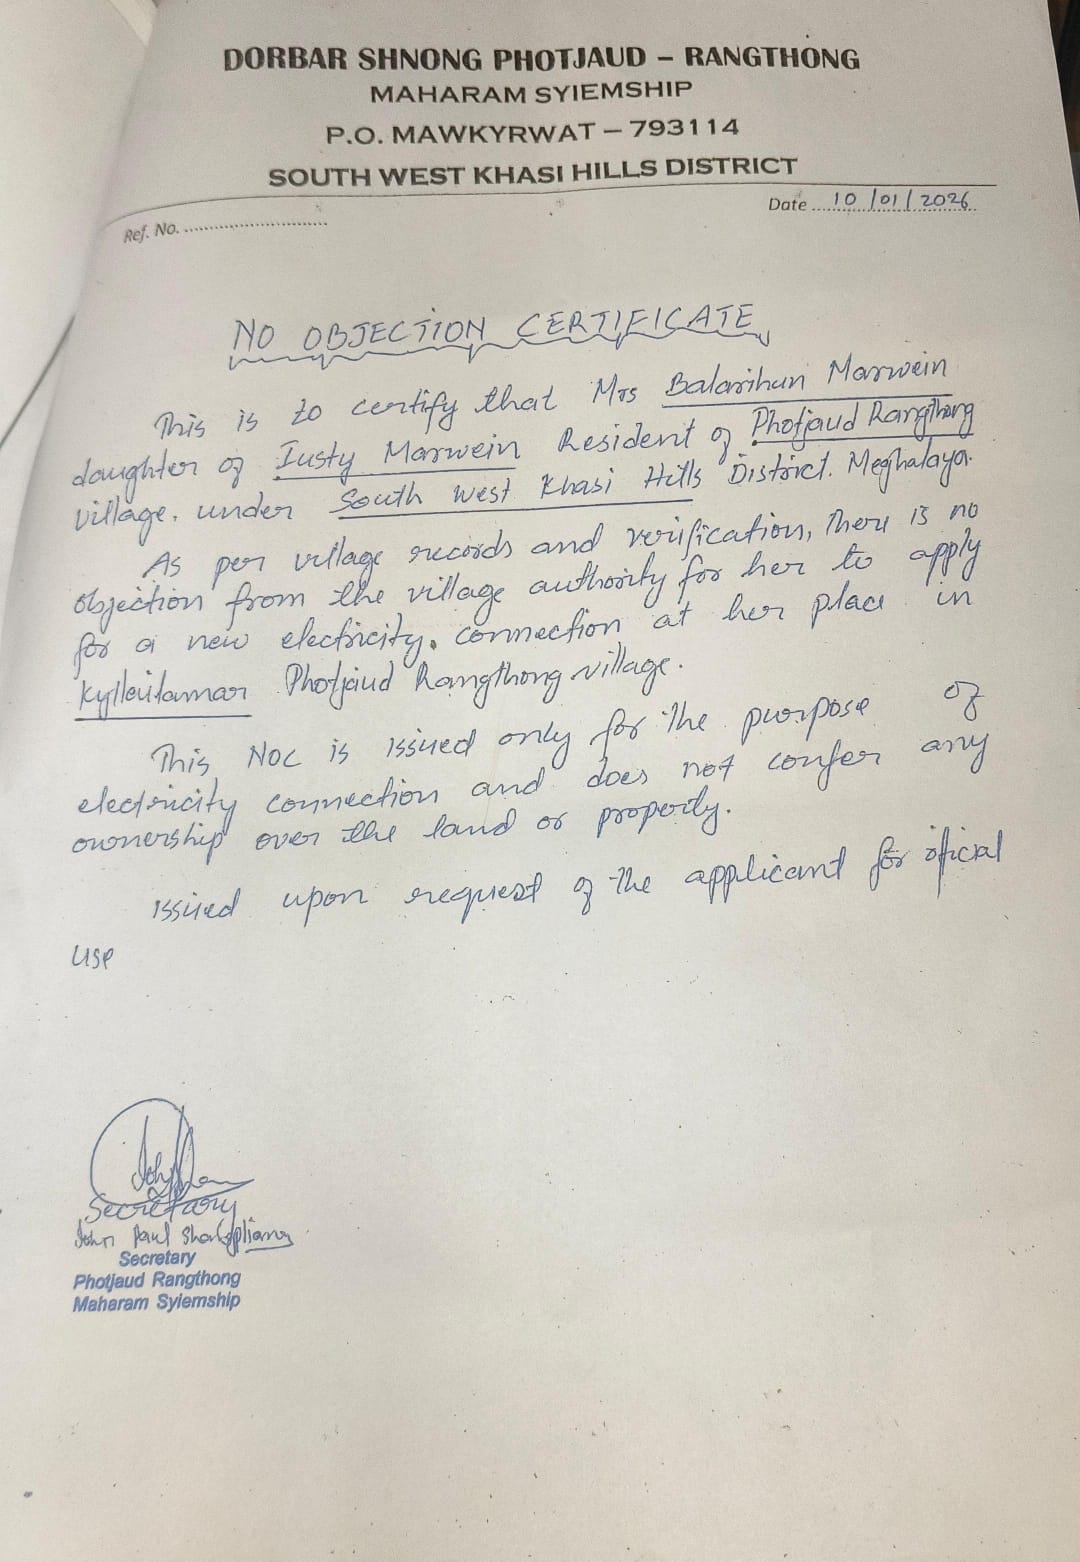 DORBAR SHNONG PHOTJAUD – RANGTHONG
MAHARAM SYIEMSHIP
P.O. MAWKYRWAT – 793114
SOUTH WEST KHASI HILLS DISTRICT
Ref. No. ..............................
Date ...10/01/2026
NO OBJECTION CERTIFICATE
This is to certify that Mrs Balarihun Marwein
daughter of Iusty Marwein Resident of Photjaud Rangthong
village, under South West Khasi Hills District. Meghalaya.
As per village records and verification, there is no
objection from the village authority for her to apply
for a new electricity, connection at her place in
Photjaud Rangthong village.
This NOC is issued only for the purpose of
electricity connection and does not confer any
ownership over the land or property.
issued upon request of the applicant for oficial
use
Secretary
John Paul
Secretary
Photjaud Rangthong
Maharam Syiemship